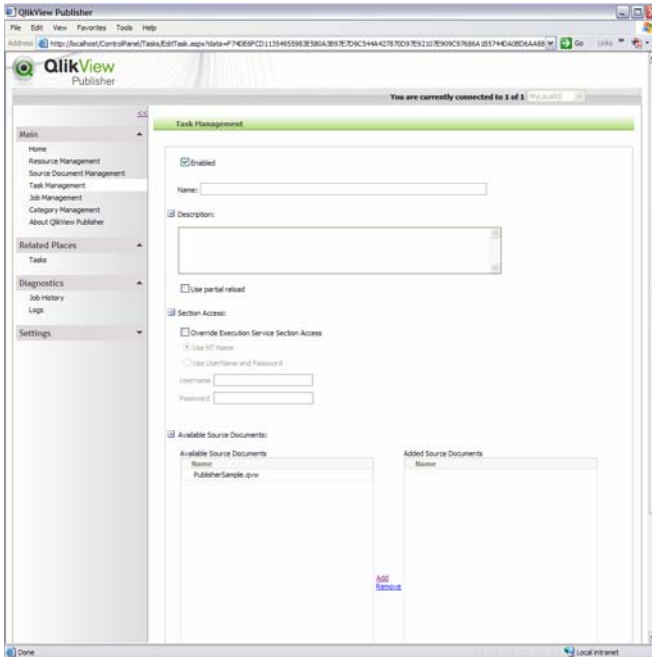 QlikView Publisher
File Edit View Favorites Tools Help
Address
Go Links »
QlikView
Publisher
You are currently connected to 1 of 1 MyLocalQS
<<
Main
Home
Resource Management
Source Document Management
Task Management
Job Management
Category Management
About QlikView Publisher
Related Places
Tasks
Diagnostics
Job History
Logs
Settings
Task Management
Enabled
Name:
Description:
Use partial reload
Section Access:
Override Execution Service Section Access
Use NT Name
Use UserName and Password
Username
Password
Available Source Documents:
Available Source Documents
Name
PublisherSample.qvw
Added Source Documents
Name
Add
Remove
Done
Local intranet